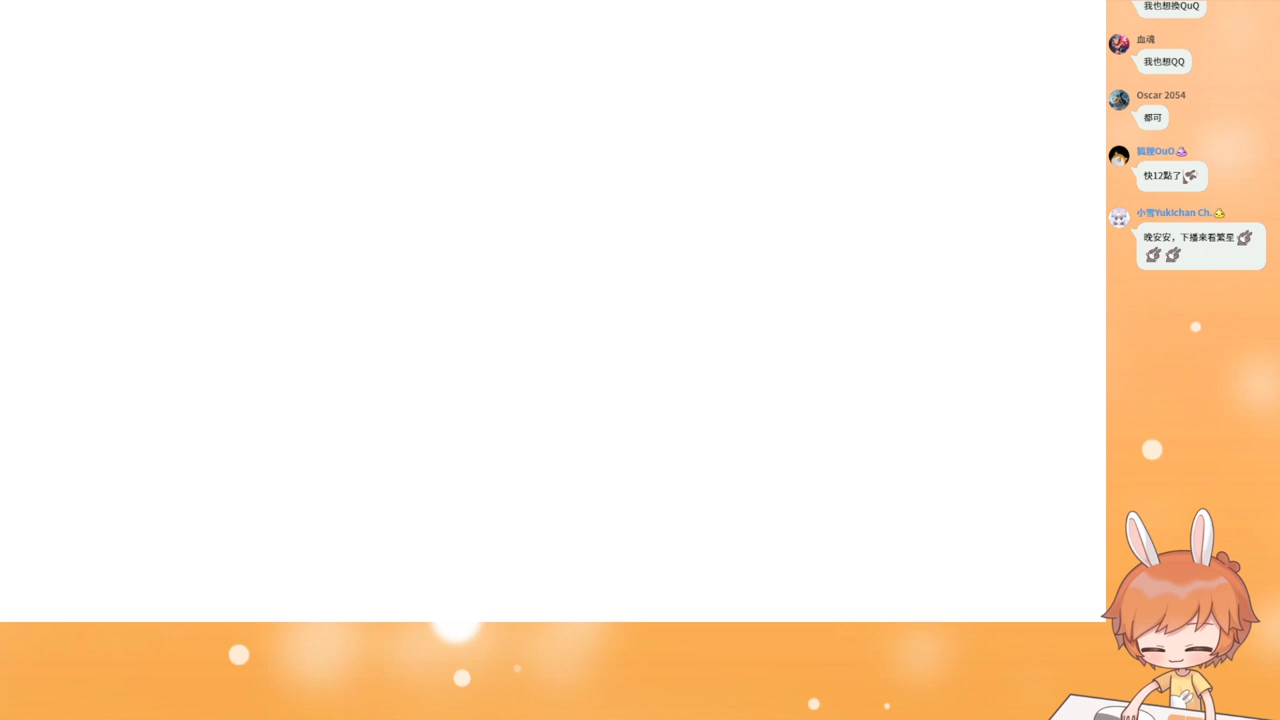 我也想換QuQ
血魂
我也想QQ
Oscar 2054
都可
狐狸OuO
快12點了
小雪Yukichan Ch.
晚安安，下播來看繁星